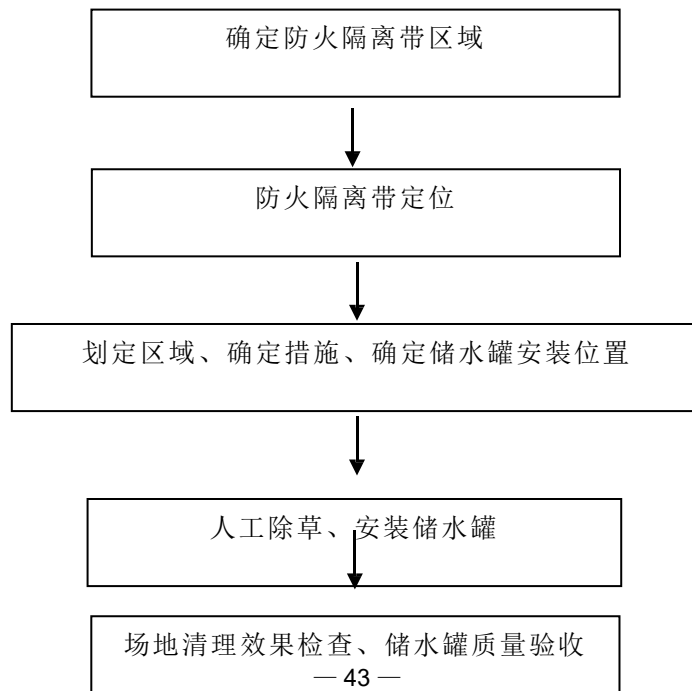 确定防火隔离带区域
防火隔离带定位
划定区域、确定措施、确定储水罐安装位置
人工除草、安装储水罐
场地清理效果检查、储水罐质量验收
— 43 —